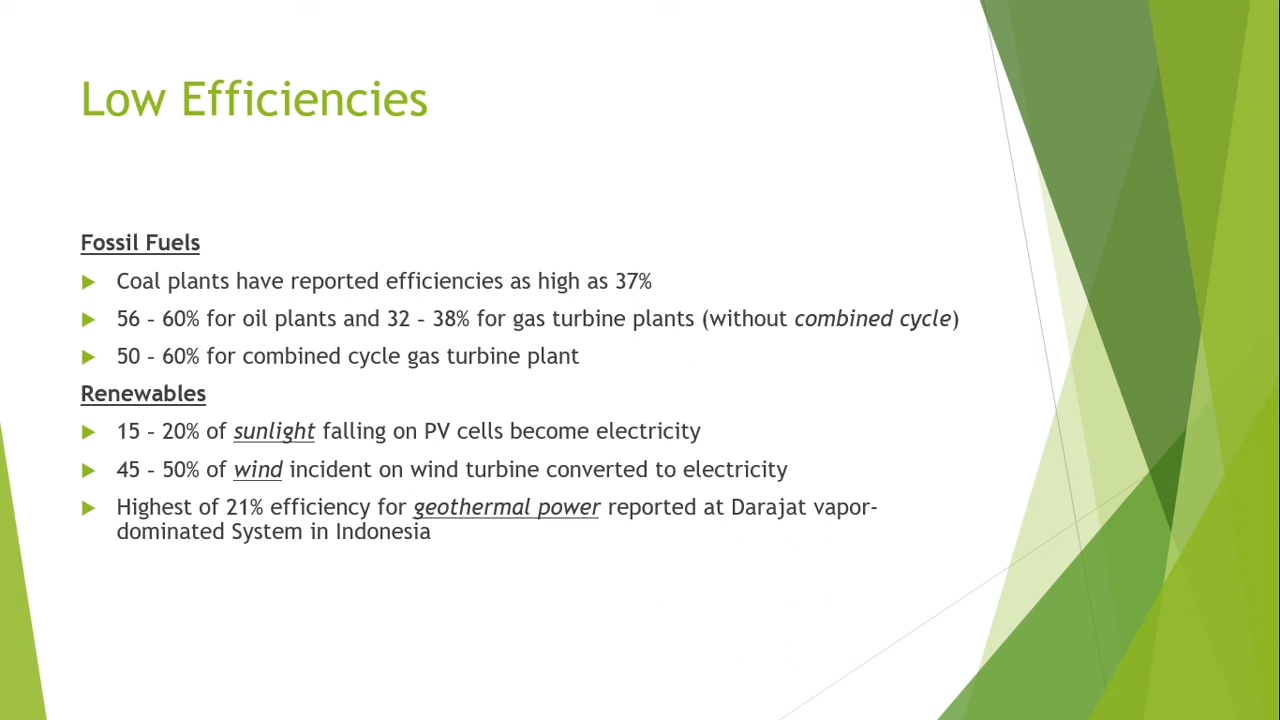 Low Efficiencies
Fossil Fuels
Coal plants have reported efficiencies as high as 37%
56 – 60% for oil plants and 32 – 38% for gas turbine plants (without combined cycle)
50 – 60% for combined cycle gas turbine plant
Renewables
15 – 20% of sunlight falling on PV cells become electricity
45 – 50% of wind incident on wind turbine converted to electricity
Highest of 21% efficiency for geothermal power reported at Darajat vapor-
dominated System in Indonesia